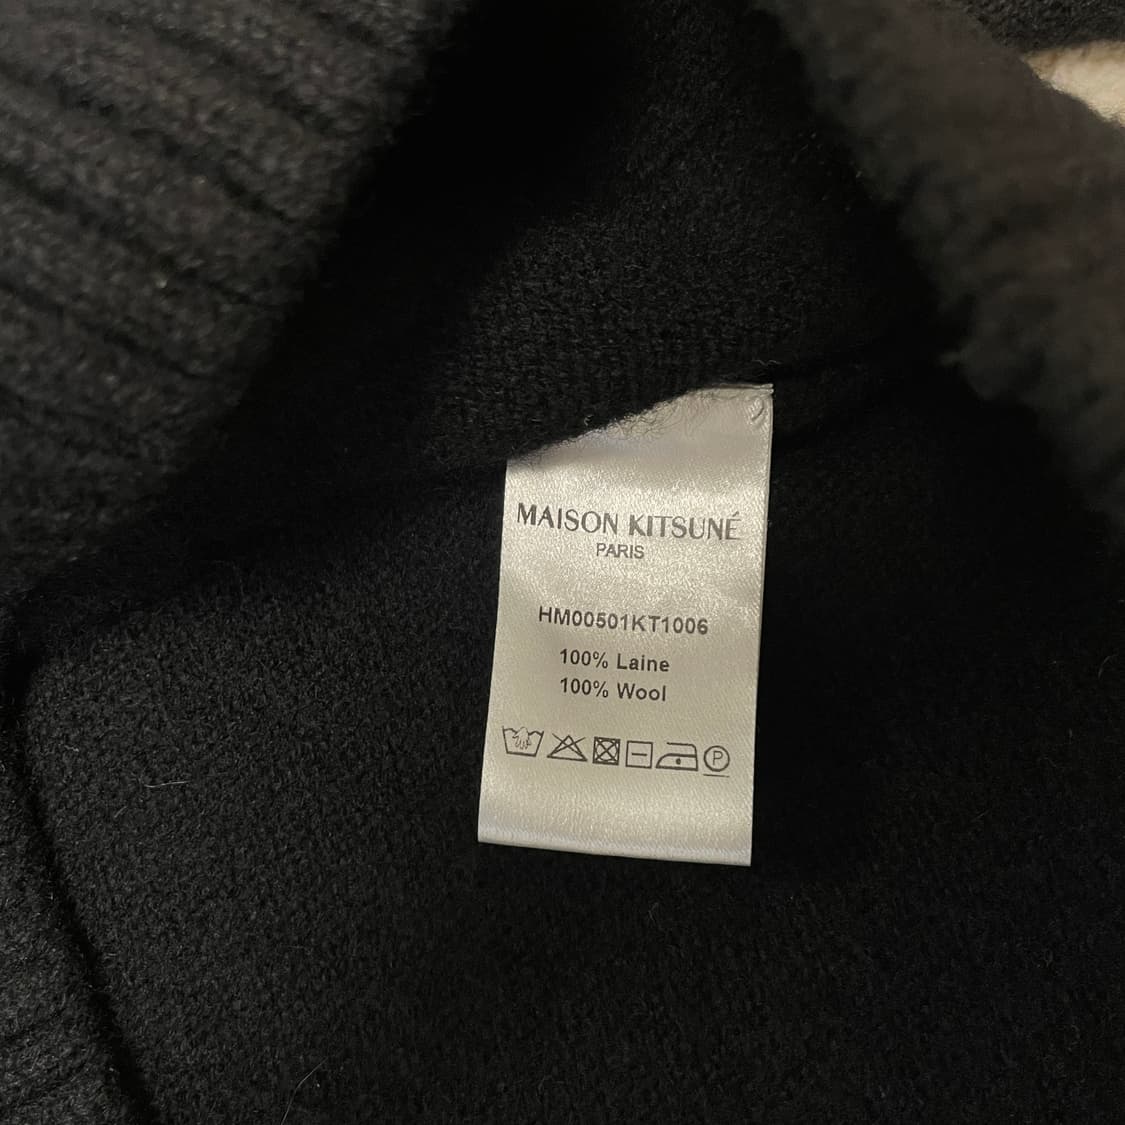 MAISON KITSUNÉ
PARIS
HM00501KT1006
100% Laine
100% Wool
P